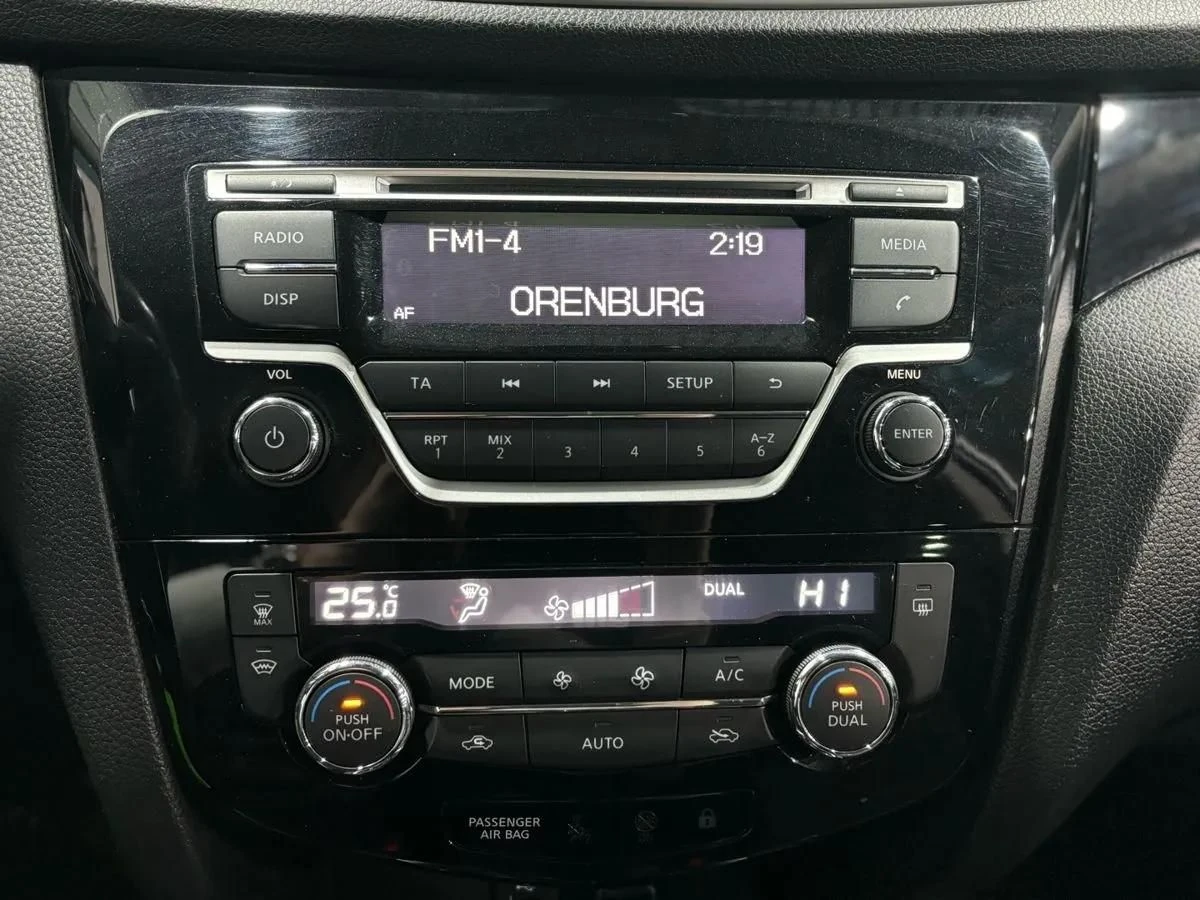 RADIO
FM1-4 2:19
MEDIA
DISP
AF ORENBURG
VOL
TA
SETUP
MENU
RPT 1
MIX 2
3
4
5
A-Z 6
ENTER
MAX
25.0 °C
DUAL
HI
MODE
A/C
PUSH
ON·OFF
AUTO
PUSH
DUAL
PASSENGER
AIR BAG